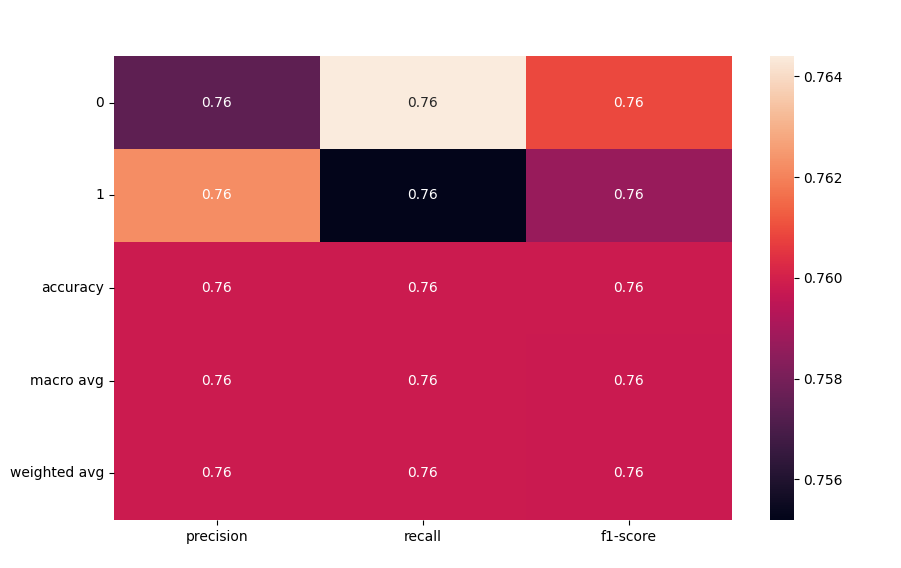 0 0.76 0.76 0.76
1 0.76 0.76 0.76
accuracy 0.76 0.76 0.76
macro avg 0.76 0.76 0.76
weighted avg 0.76 0.76 0.76
precision recall f1-score
0.764
0.762
0.760
0.758
0.756